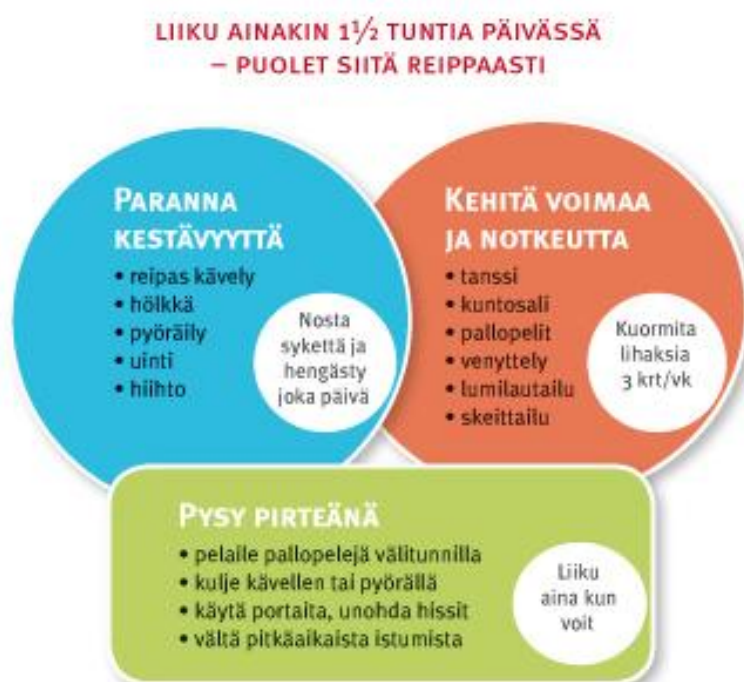 LIIKU AINAKIN 1½ TUNTIA PÄIVÄSSÄ
– PUOLET SIITÄ REIPPAASTI
PARANNA
KESTÄVYYTTÄ
• reipas kävely
• hölkkä
• pyöräily
• uinti
• hiihto
Nosta
sykettä ja
hengästy
joka päivä
KEHITÄ VOIMAA
JA NOTKEUTTA
• tanssi
• kuntosali
• pallopelit
• venyttely
• lumilautailu
• skeittailu
Kuormita
lihaksia
3 krt/vk
PYSY PIRTEÄNÄ
• pelaile pallopelejä välitunnilla
• kulje kävellen tai pyörällä
• käytä portaita, unohda hissit
• vältä pitkäaikaista istumista
Liiku
aina kun
voit